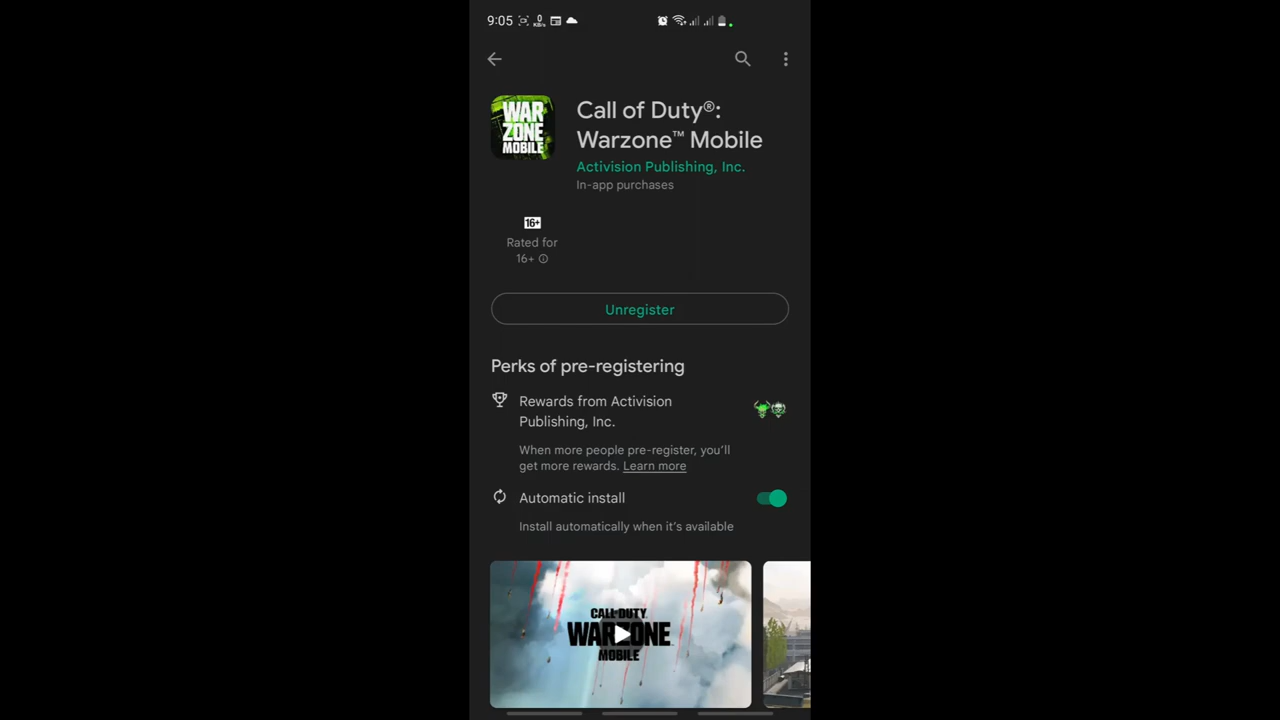 9:05
0
KB/s
WAR
ZONE
MOBILE
Call of Duty®:
Warzone™ Mobile
Activision Publishing, Inc.
In-app purchases
16+
Rated for
16+
Unregister
Perks of pre-registering
Rewards from Activision
Publishing, Inc.
When more people pre-register, you’ll
get more rewards. Learn more
Automatic install
Install automatically when it’s available
CALL OF DUTY
WARZONE
MOBILE